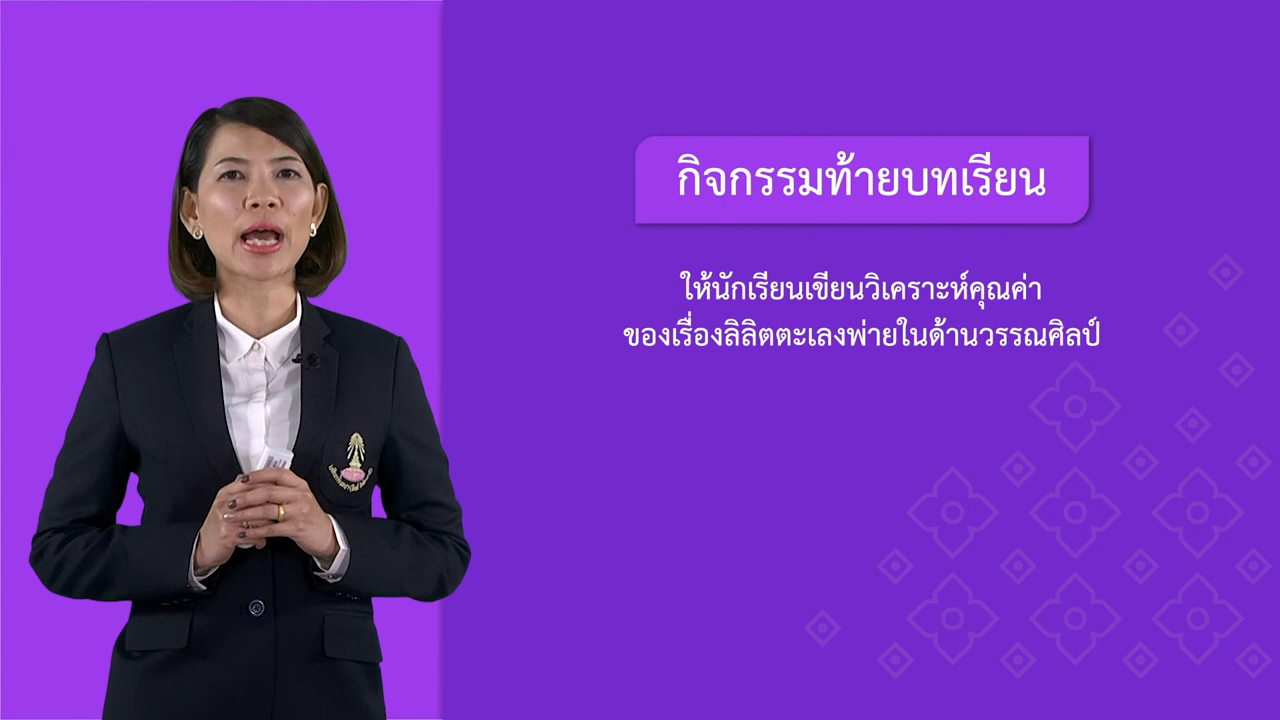 กิจกรรมท้ายบทเรียน
ให้นักเรียนเขียนวิเคราะห์คุณค่า
ของเรื่องลิลิตตะเลงพ่ายในด้านวรรณศิลป์